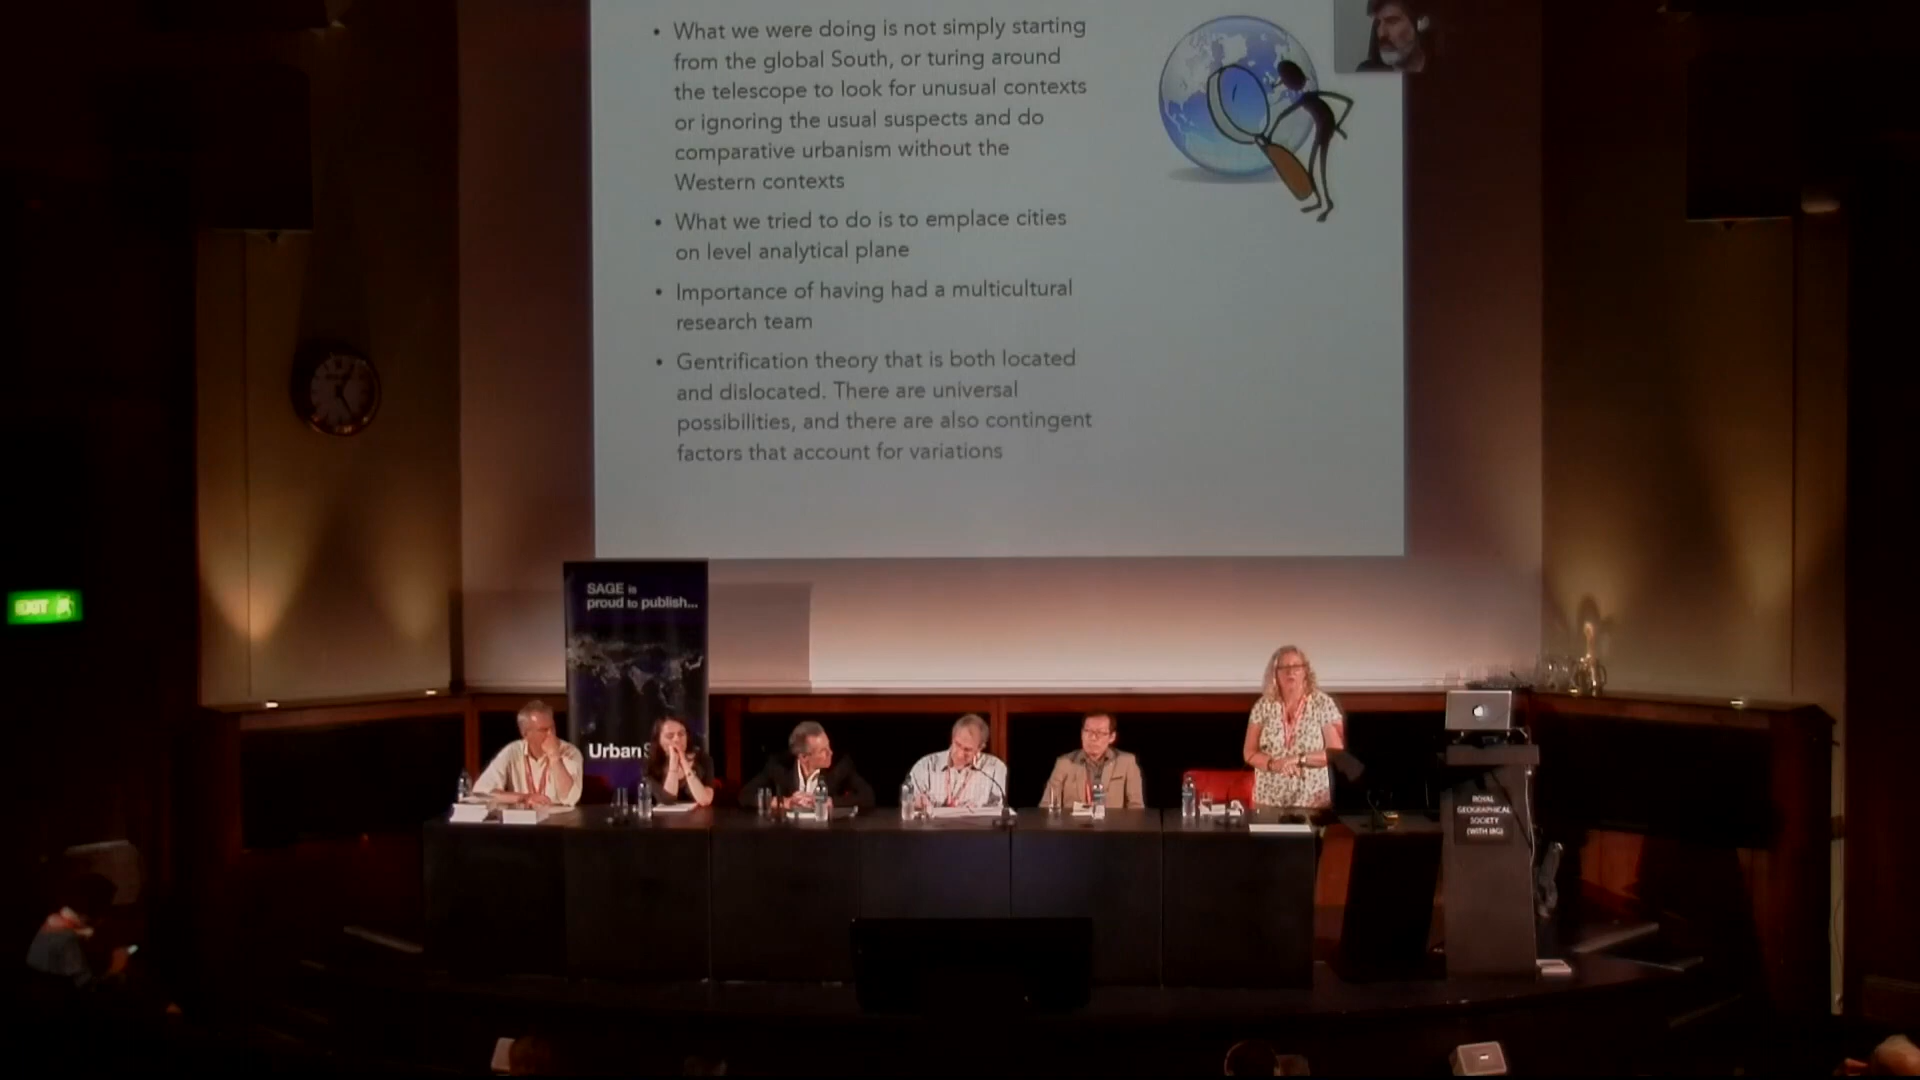 • What we were doing is not simply starting
from the global South, or turing around
the telescope to look for unusual contexts
or ignoring the usual suspects and do
comparative urbanism without the
Western contexts
• What we tried to do is to emplace cities
on level analytical plane
• Importance of having had a multicultural
research team
• Gentrification theory that is both located
and dislocated. There are universal
possibilities, and there are also contingent
factors that account for variations
EXIT
SAGE is
proud to publish...
Urban S
ROYAL
GEOGRAPHICAL
SOCIETY
(WITH IBG)